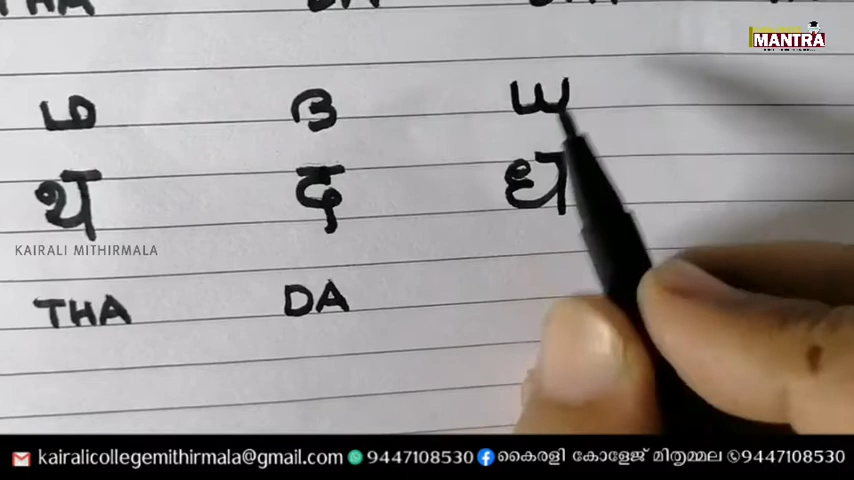 MANTRA
ഥ ദ ധ
थ द ध
KAIRALI MITHIRMALA
THA DA
kairalicollegemithirmala@gmail.com 9447108530 കൈരളി കോളേജ് മിതൃമ്മല 9447108530